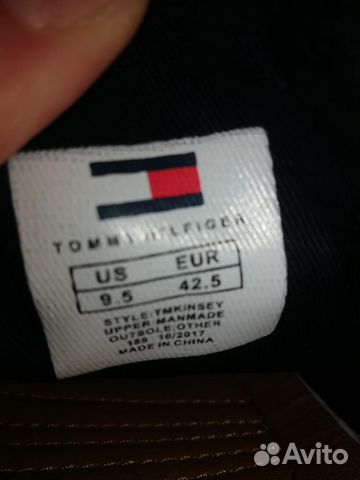 TOMMY HILFIGER
US EUR
9.5 42.5
STYLE:TMKINSEY
UPPER:MANMADE
OUTSOLE:OTHER
169 10/2017
MADE IN CHINA
Avito